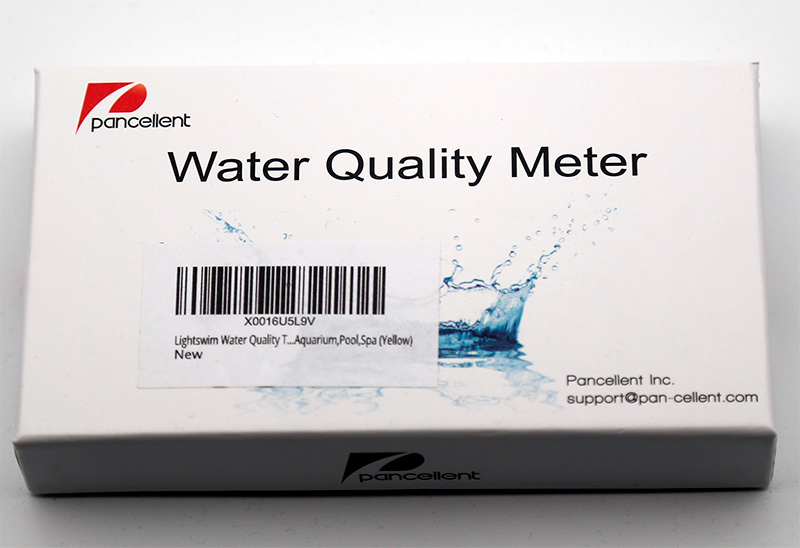 pancellent
Water Quality Meter
X0016U5L9V
Lightswim Water Quality T....Aquarium,Pool,Spa (Yellow)
New
Pancellent Inc.
support@pan-cellent.com
pancellent